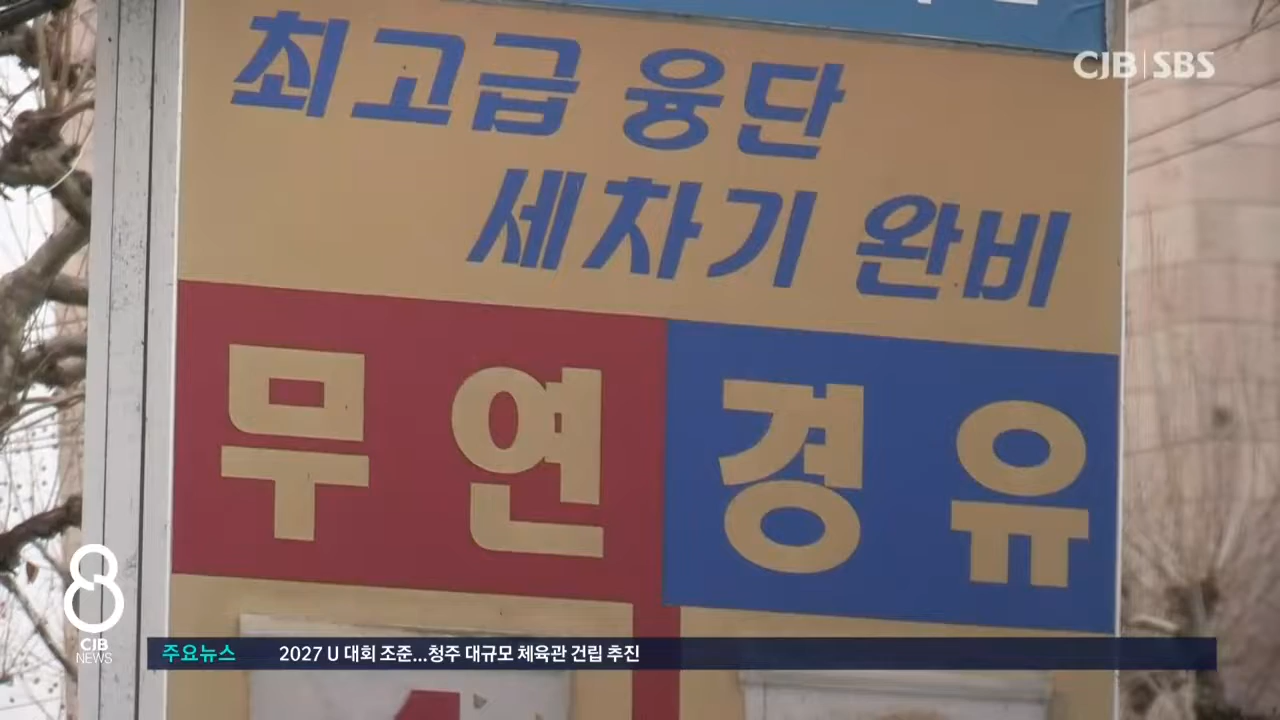 CJB SBS
최고급 융단
세차기 완비
무연 경유
8
CJB
NEWS
주요뉴스 2027 U 대회 조준...청주 대규모 체육관 건립 추진